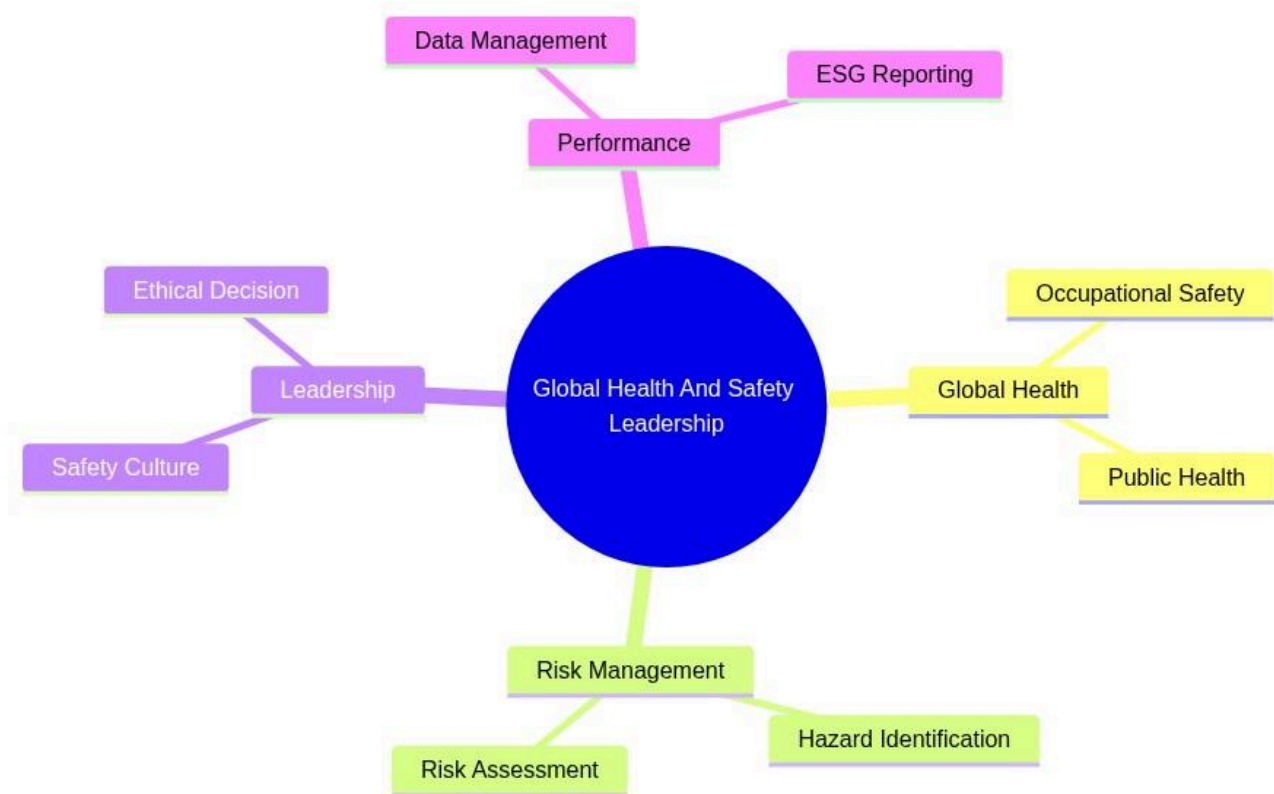 Data Management
ESG Reporting
Performance
Ethical Decision
Occupational Safety
Leadership
Global Health And Safety
Leadership
Global Health
Safety Culture
Public Health
Risk Management
Hazard Identification
Risk Assessment